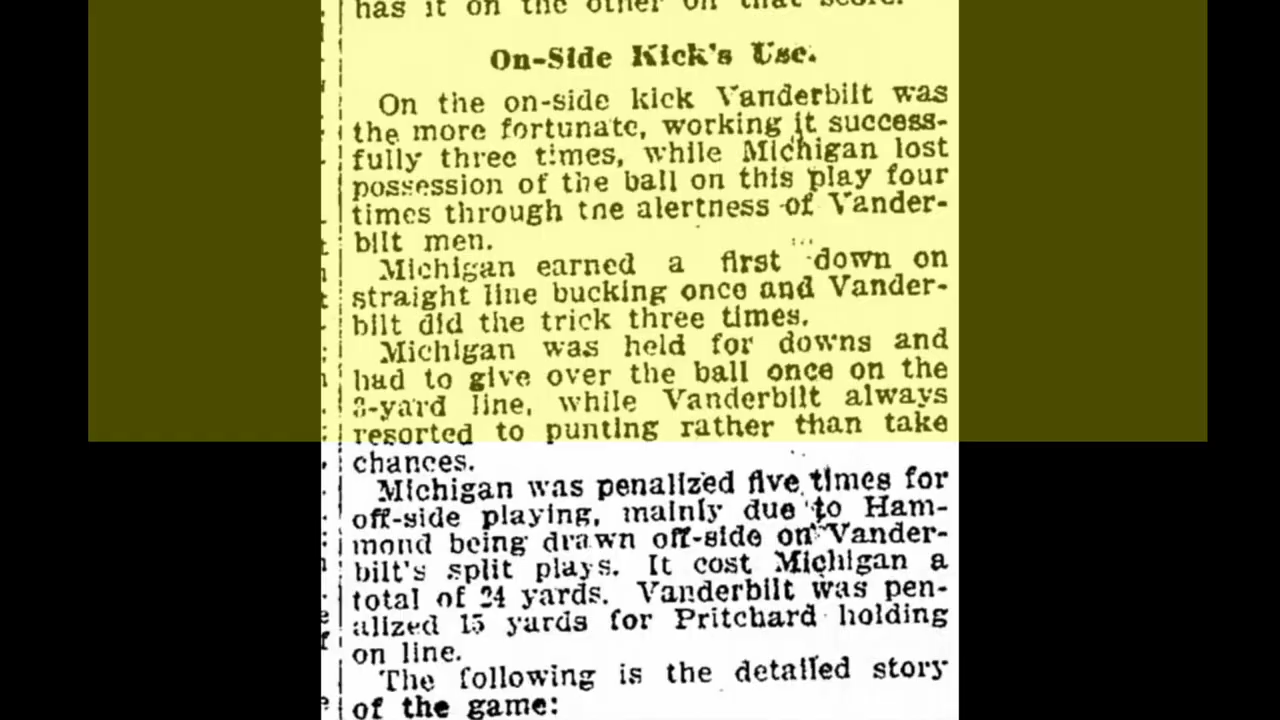 has it on the other on that score.
On-Side Kick's Use.
On the on-side kick Vanderbilt was
the more fortunate, working it success-
fully three times, while Michigan lost
possession of the ball on this play four
times through the alertness of Vander-
bilt men.
Michigan earned a first down on
straight line bucking once and Vander-
bilt did the trick three times.
Michigan was held for downs and
had to give over the ball once on the
3-yard line, while Vanderbilt always
resorted to punting rather than take
chances.
Michigan was penalized five times for
off-side playing, mainly due to Ham-
mond being drawn off-side on Vander-
bilt's split plays. It cost Michigan a
total of 24 yards. Vanderbilt was pen-
alized 15 yards for Pritchard holding
on line.
The following is the detailed story
of the game: